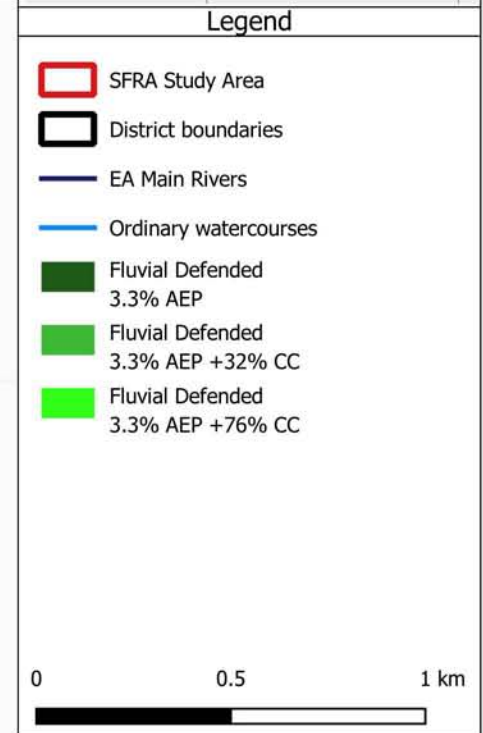 Legend
SFRA Study Area
District boundaries
EA Main Rivers
Ordinary watercourses
Fluvial Defended
3.3% AEP
Fluvial Defended
3.3% AEP +32% CC
Fluvial Defended
3.3% AEP +76% CC
0 0.5 1 km